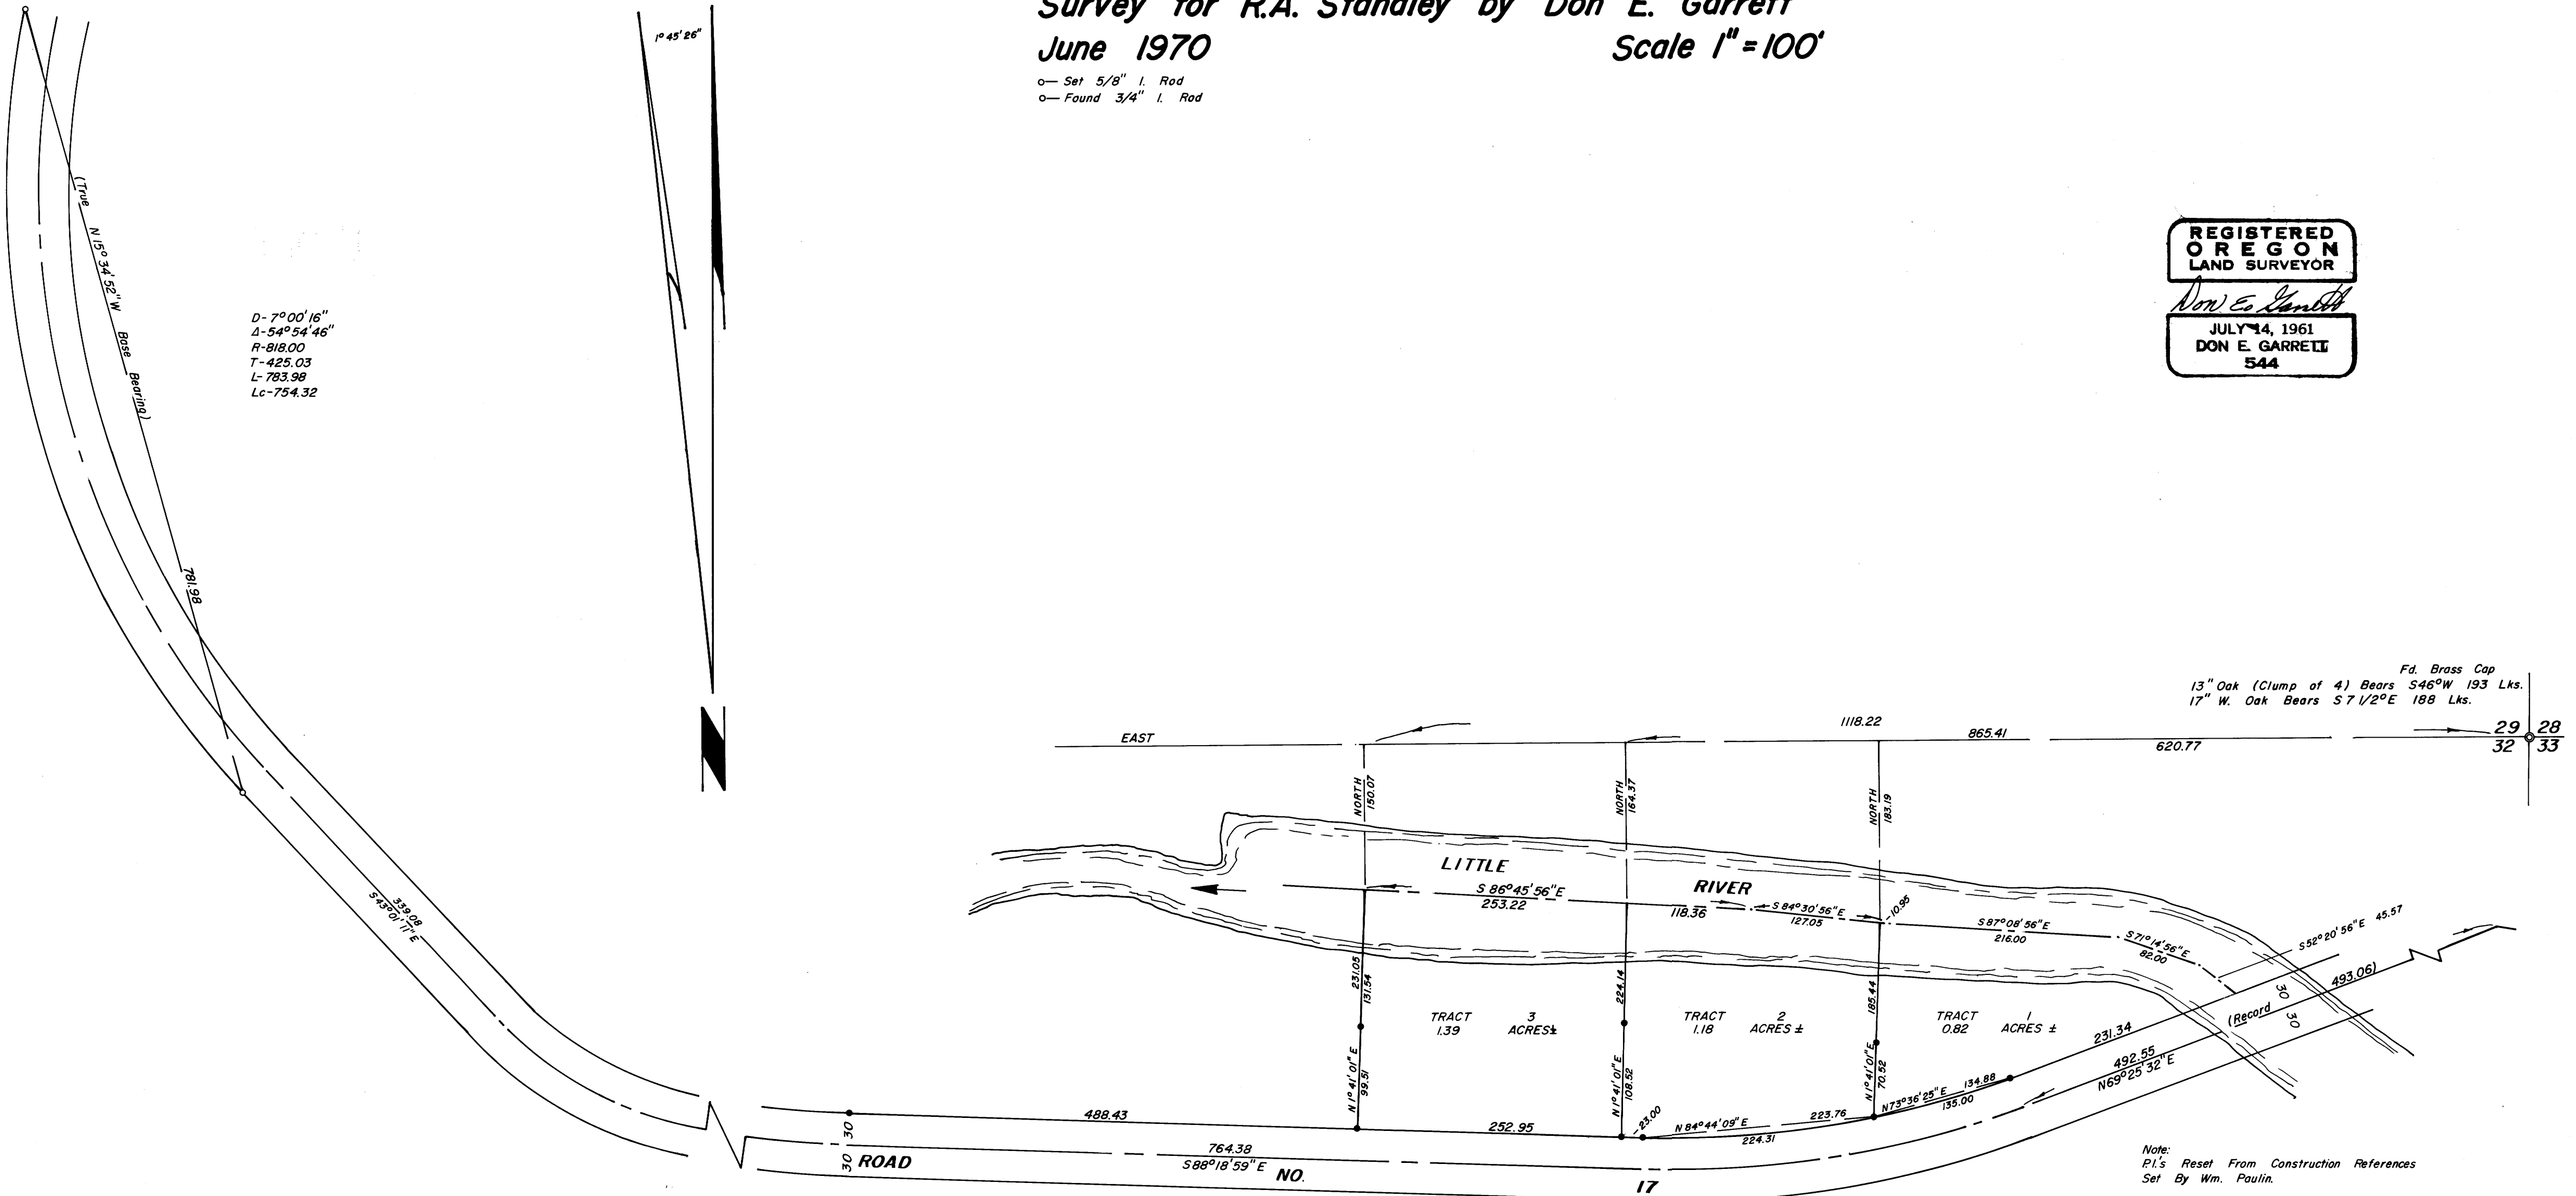 Survey for R.A. Standley by Don E. Garrett
June 1970
Scale 1"=100'
Set 5/8" I. Rod
Found 3/4" I. Rod
1° 45' 26"
(True N 15° 34' 52" W Base Bearing)
781.98
D- 7° 00' 16"
Δ- 54° 54' 46"
R-818.00
T-425.03
L-783.98
Lc-754.32
REGISTERED
OREGON
LAND SURVEYOR
Don E. Garrett
JULY 14, 1961
DON E. GARRETT
544
N
Fd. Brass Cap
13" Oak (Clump of 4) Bears S46°W 193 Lks.
17" W. Oak Bears S 7 1/2°E 188 Lks.
29 28
32 33
EAST
1118.22
865.41
620.77
NORTH
150.07
NORTH
164.37
NORTH
183.19
LITTLE RIVER
S 86° 45' 56" E
253.22
118.36
S 84° 30' 56" E
127.05
10.95
S 87° 08' 56" E
216.00
S 71° 14' 56" E
82.00
S 52° 20' 56" E 45.57
339.08
S 43° 01' 11" E
231.05
131.54
224.14
185.44
TRACT 3
1.39 ACRES±
TRACT 2
1.18 ACRES ±
TRACT 1
0.82 ACRES ±
N 1° 41' 01" E
99.51
N 1° 41' 01" E
108.52
N 1° 41' 01" E
70.52
30 30
(Record 493.06)
231.34
492.55
N 69° 25' 32" E
134.88
N 73° 36' 25" E
135.00
223.76
N 84° 44' 09" E
224.31
23.00
488.43
252.95
30 30
764.38
S 88° 18' 59" E
ROAD NO. 17
Note:
P.I.'s Reset From Construction References
Set By Wm. Paulin.